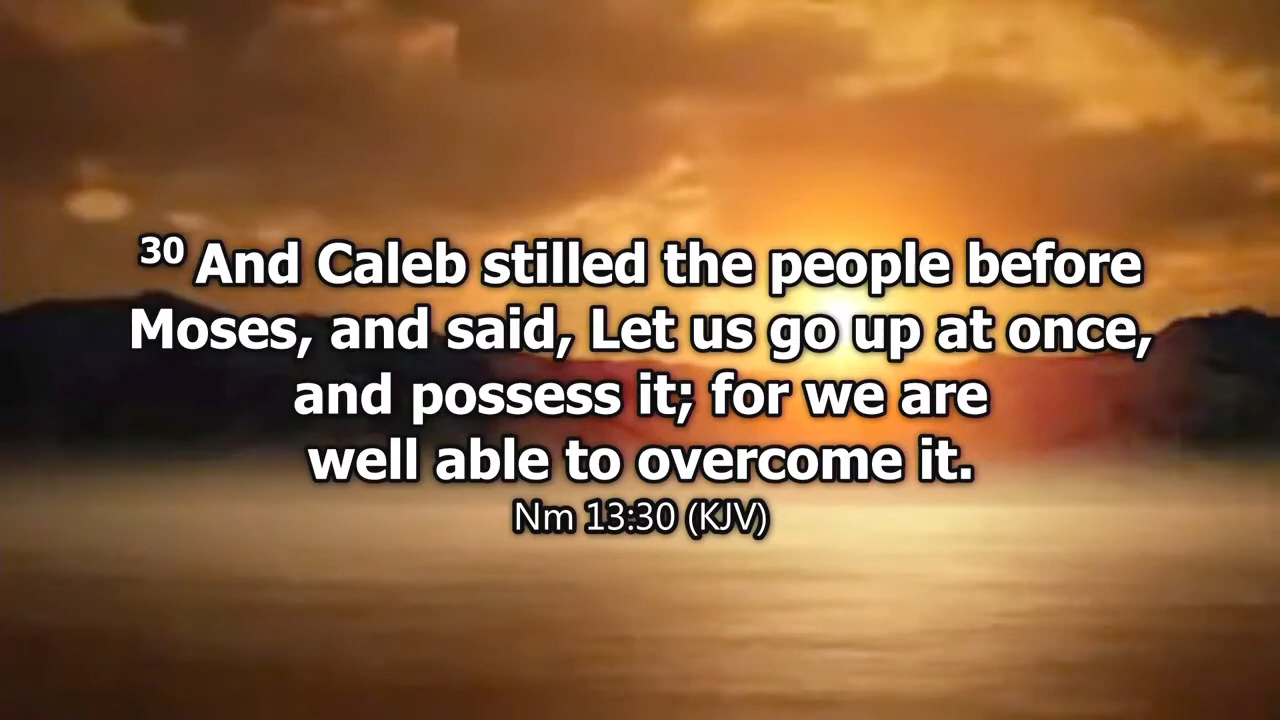 30 And Caleb stilled the people before
Moses, and said, Let us go up at once,
and possess it; for we are
well able to overcome it.
Nm 13:30 (KJV)